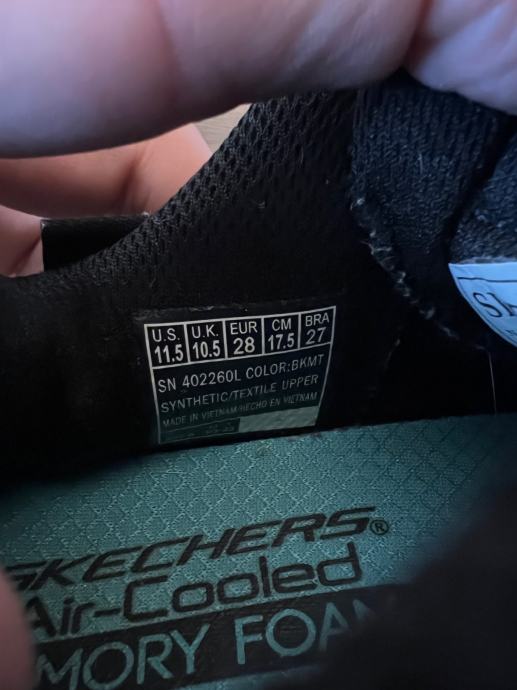 U.S. U.K. EUR CM BRA
11.5 10.5 28 17.5 27
SN 402260L COLOR:BKMT
SYNTHETIC/TEXTILE UPPER
MADE IN VIETNAM/HECHO EN VIETNAM
SKECHERS®
Air-Cooled
MORY FOA